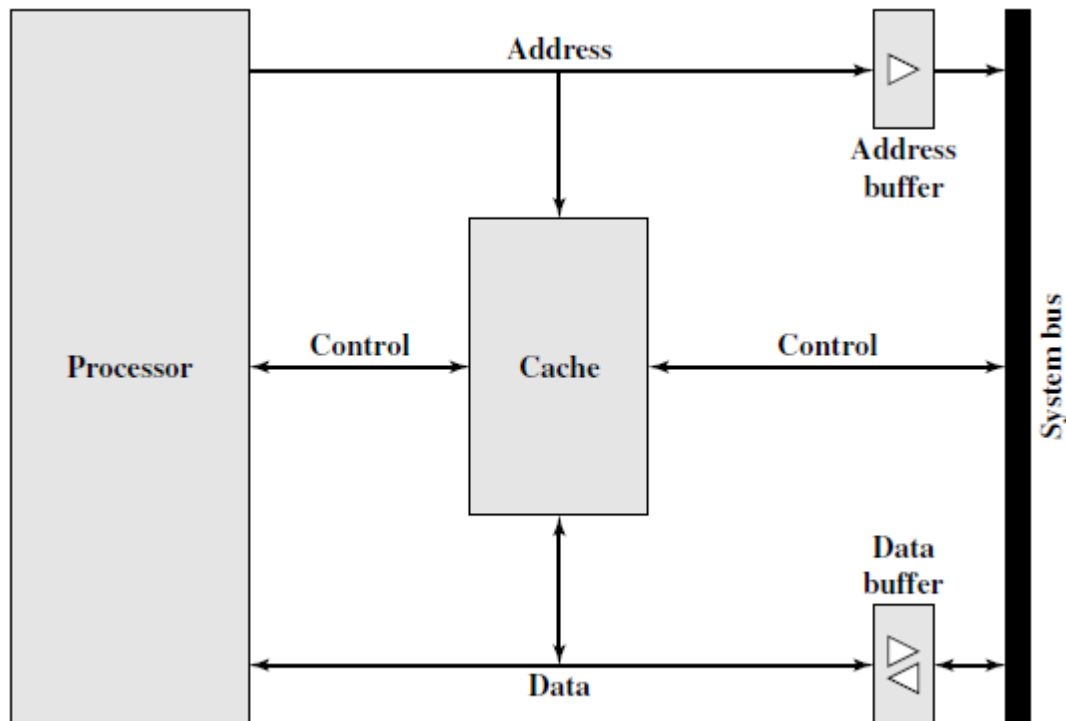 Address
Address
buffer
Processor
Control
Cache
Control
System bus
Data
buffer
Data